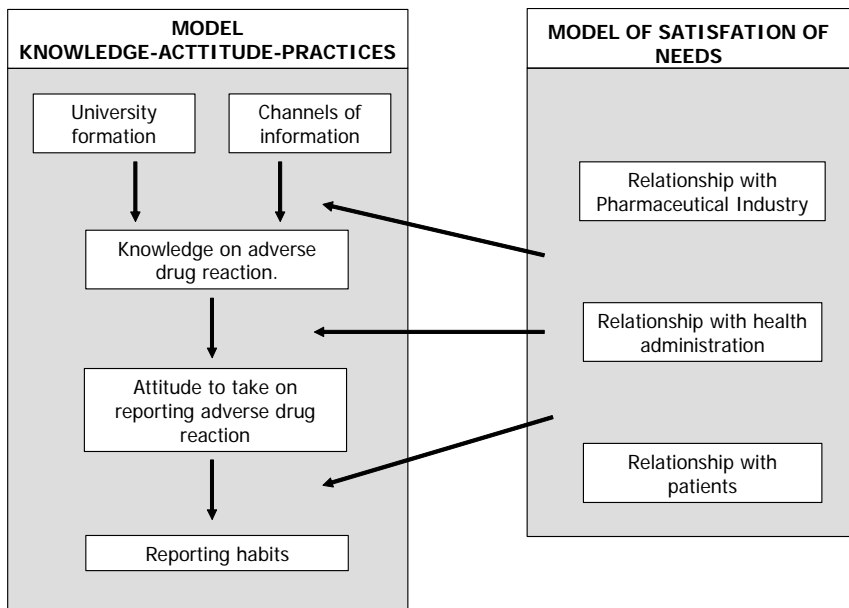 MODEL
KNOWLEDGE-ACTTITUDE-PRACTICES
University
formation
Channels of
information
Knowledge on adverse
drug reaction.
Attitude to take on
reporting adverse drug
reaction
Reporting habits
MODEL OF SATISFATION OF
NEEDS
Relationship with
Pharmaceutical Industry
Relationship with health
administration
Relationship with
patients